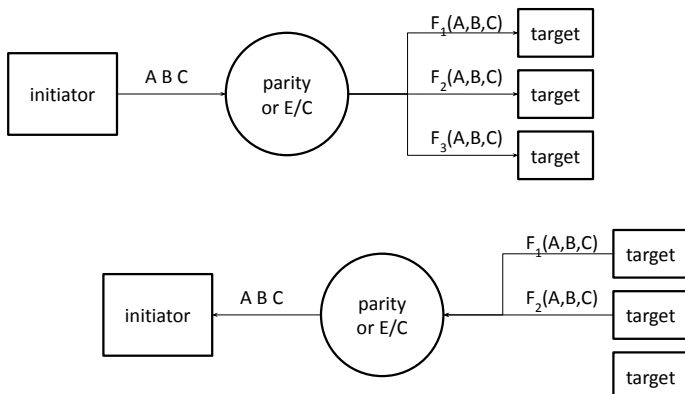 F₁(A,B,C)
target
A B C
initiator
parity
or E/C
F₂(A,B,C)
target
F₃(A,B,C)
target
F₁(A,B,C)
target
A B C
initiator
parity
or E/C
F₂(A,B,C)
target
target